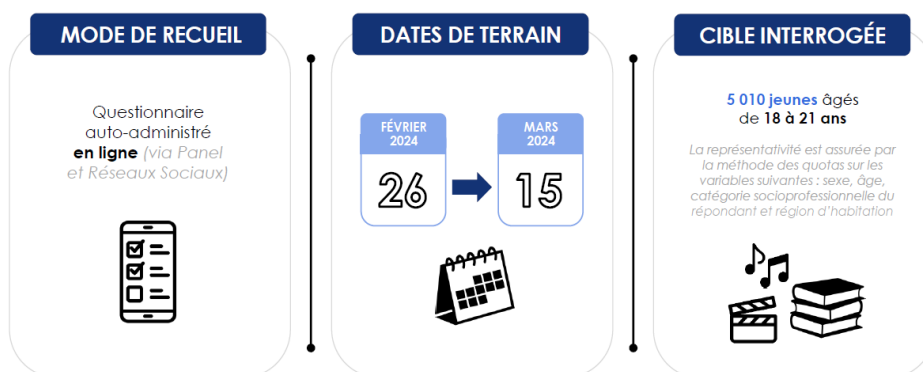 MODE DE RECUEIL
Questionnaire
auto-administré
en ligne (via Panel
et Réseaux Sociaux)
DATES DE TERRAIN
FÉVRIER
2024
26
MARS
2024
15
CIBLE INTERROGÉE
5 010 jeunes âgés
de 18 à 21 ans
La représentativité est assurée par
la méthode des quotas sur les
variables suivantes : sexe, âge,
catégorie socioprofessionnelle du
répondant et région d'habitation